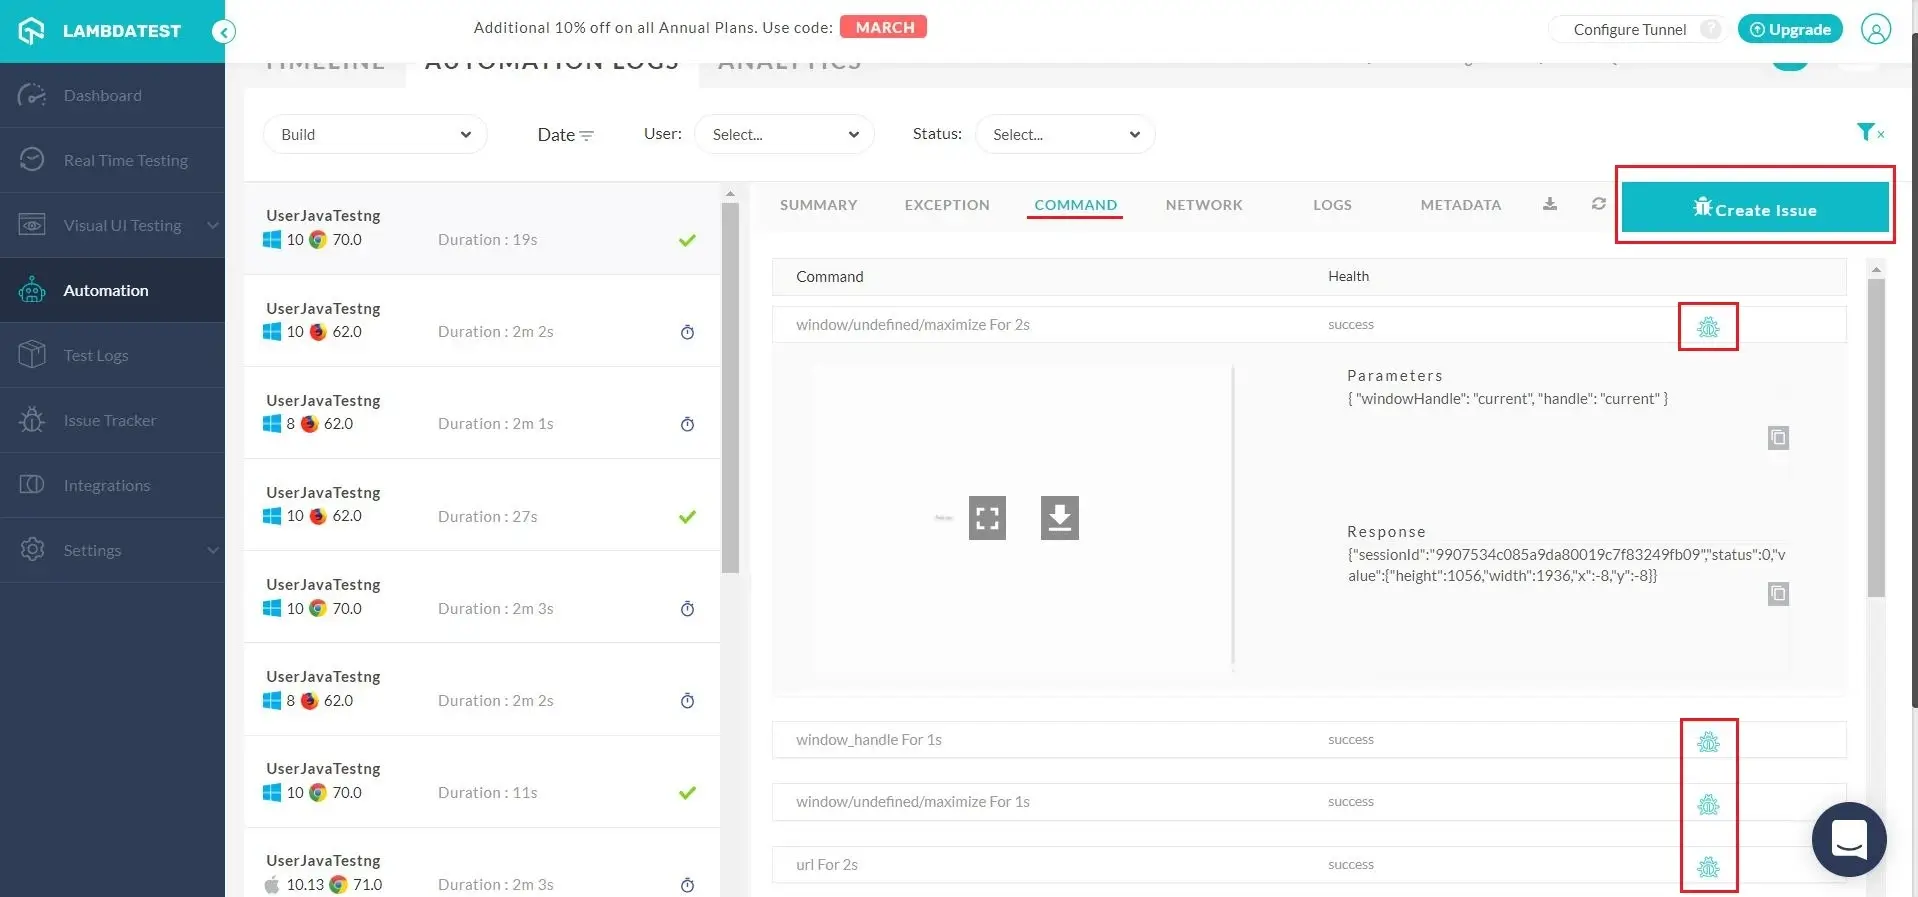 LAMBDATEST
Additional 10% off on all Annual Plans. Use code: MARCH
Configure Tunnel ?
Upgrade
TIMELINE
AUTOMATION LOGS
ANALYTICS
Dashboard
Real Time Testing
Visual UI Testing
Automation
Test Logs
Issue Tracker
Integrations
Settings
Build
Date
User: Select...
Status: Select...
UserJavaTestng
10 70.0 Duration : 19s
UserJavaTestng
10 62.0 Duration : 2m 2s
UserJavaTestng
8 62.0 Duration : 2m 1s
UserJavaTestng
10 62.0 Duration : 27s
UserJavaTestng
10 70.0 Duration : 2m 3s
UserJavaTestng
8 62.0 Duration : 2m 2s
UserJavaTestng
10 70.0 Duration : 11s
UserJavaTestng
10.13 71.0 Duration : 2m 3s
SUMMARY EXCEPTION COMMAND NETWORK LOGS METADATA
Create Issue
Command Health
window/undefined/maximize For 2s success
Parameters
{ "windowHandle": "current", "handle": "current" }
Response
{"sessionId":"9907534c085a9da80019c7f83249fb09","status":0,"v
alue":{"height":1056,"width":1936,"x":-8,"y":-8}}
window_handle For 1s success
window/undefined/maximize For 1s success
url For 2s success